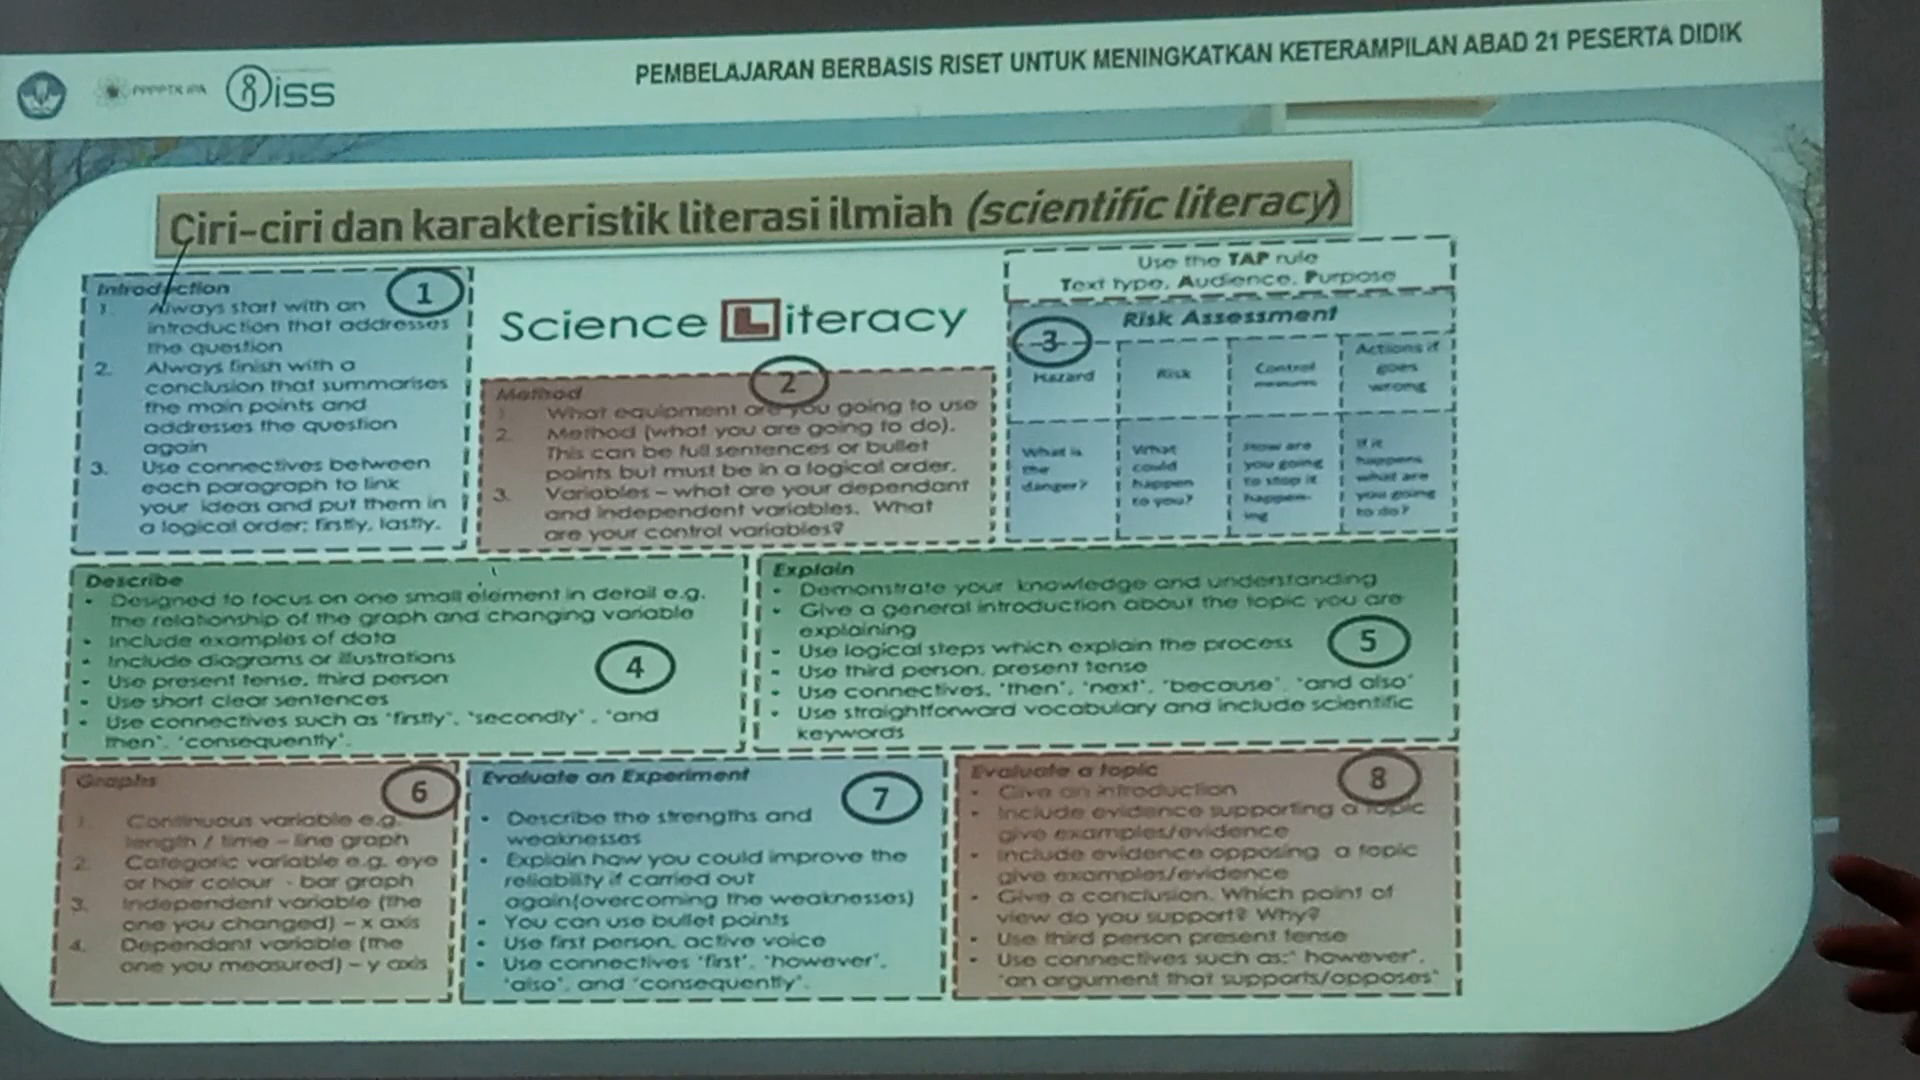 PPPPTK IPA
iss
PEMBELAJARAN BERBASIS RISET UNTUK MENINGKATKAN KETERAMPILAN ABAD 21 PESERTA DIDIK
Ciri-ciri dan karakteristik literasi ilmiah (scientific literacy)
Introduction
1
1. Always start with an
introduction that addresses
the question
2. Always finish with a
conclusion that summarises
the main points and
addresses the question
again
3. Use connectives between
each paragraph to link
your ideas and put them in
a logical order; firstly, lastly.
Science Literacy
2
Method
1. What equipment are you going to use
2. Method (what you are going to do).
This can be full sentences or bullet
points but must be in a logical order.
3. Variables – what are your dependant
and independent variables. What
are your control variables?
Use the TAP rule
Text type, Audience, Purpose
Risk Assessment
3
Hazard
Risk
Control
measures
Actions if
goes
wrong
What is
the
danger?
What
could
happen
to you?
How are
you going
to stop it
happen-
ing
If it
happens
what are
you going
to do?
Describe
• Designed to focus on one small element in detail e.g.
the relationship of the graph and changing variable
• Include examples of data
• Include diagrams or illustrations
• Use present tense, third person
• Use short clear sentences
• Use connectives such as "firstly", "secondly", "and
then", "consequently".
4
Explain
• Demonstrate your knowledge and understanding
• Give a general introduction about the topic you are
explaining
• Use logical steps which explain the process
• Use third person, present tense
• Use connectives, "then", "next", "because", "and also"
• Use straightforward vocabulary and include scientific
keywords
5
Graphs
6
1. Continuous variable e.g.
length / time – line graph
2. Categoric variable e.g. eye
or hair colour - bar graph
3. Independent variable (the
one you changed) – x axis
4. Dependant variable (the
one you measured) – y axis
Evaluate an Experiment
7
• Describe the strengths and
weaknesses
• Explain how you could improve the
reliability if carried out
again(overcoming the weaknesses)
• You can use bullet points
• Use first person, active voice
• Use connectives "first", "however",
"also", and "consequently".
Evaluate a topic
8
• Give an introduction
• Include evidence supporting a topic
give examples/evidence
• Include evidence opposing a topic
give examples/evidence
• Give a conclusion. Which point of
view do you support? Why?
• Use third person present tense
• Use connectives such as:" however",
"an argument that supports/opposes"